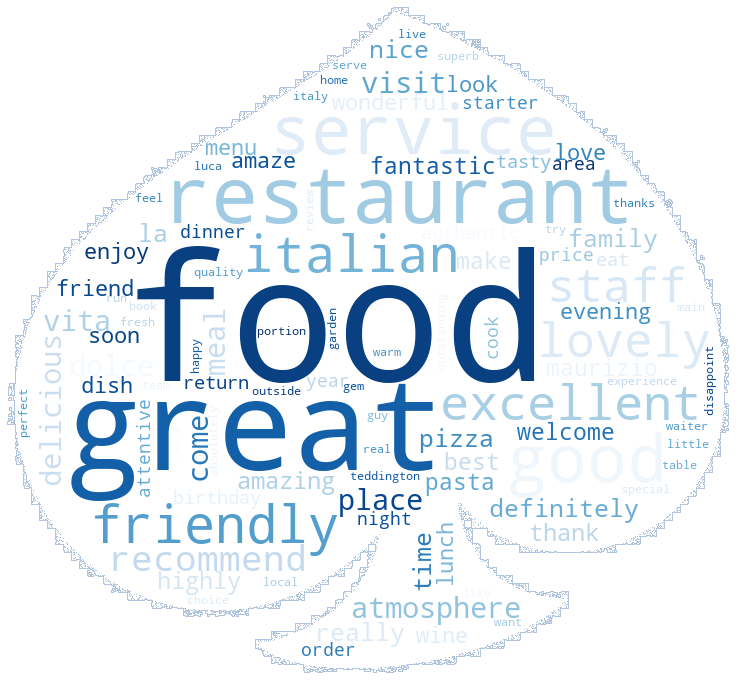 live
nice
superb
serve
visit
look
home
italy
wonderful
starter
service
menu
love
luca
amaze
fantastic
tasty
area
restaurant
feel
review
thanks
la
dinner
authentic
try
family
enjoy
italian
make
price
eat
quality
friend
food
staff
run
book
main
vita
fresh
portion
garden
standing
evening
soon
meal
happy
warm
cook
lovely
delicious
dolce
maurizio
dish
team
return
outside
year
gem
experience
disappoint
perfect
great
excellent
attentive
absolutely
come
guy
waiter
welcome
pizza
little
real
good
best
table
amazing
teddington
pasta
birthday
place
special
friendly
night
definitely
time
lunch
thank
recommend
highly
local
like
choice
atmosphere
want
really
wine
order